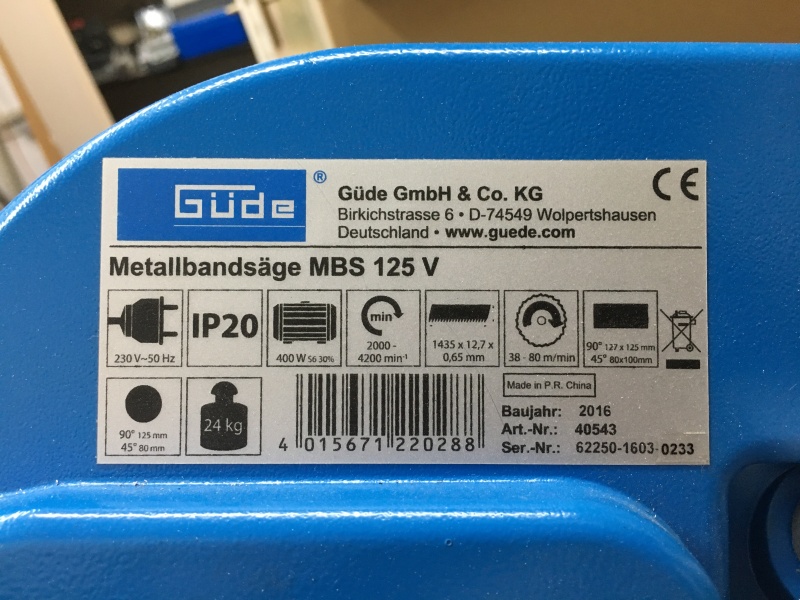 Güde ®
Güde GmbH & Co. KG
Birkichstrasse 6 • D-74549 Wolpertshausen
Deutschland • www.guede.com
CE
Metallbandsäge MBS 125 V
230 V~50 Hz
IP20
400 W S6 30%
min
2000 -
4200 min-1
1435 x 12,7 x
0,65 mm
38 - 80 m/min
90° 127 x 125 mm
45° 80x100mm
90° 125 mm
45° 80 mm
24 kg
4 015671 220288
Made in P.R. China
Baujahr: 2016
Art.-Nr.: 40543
Ser.-Nr.: 62250-1603-0233